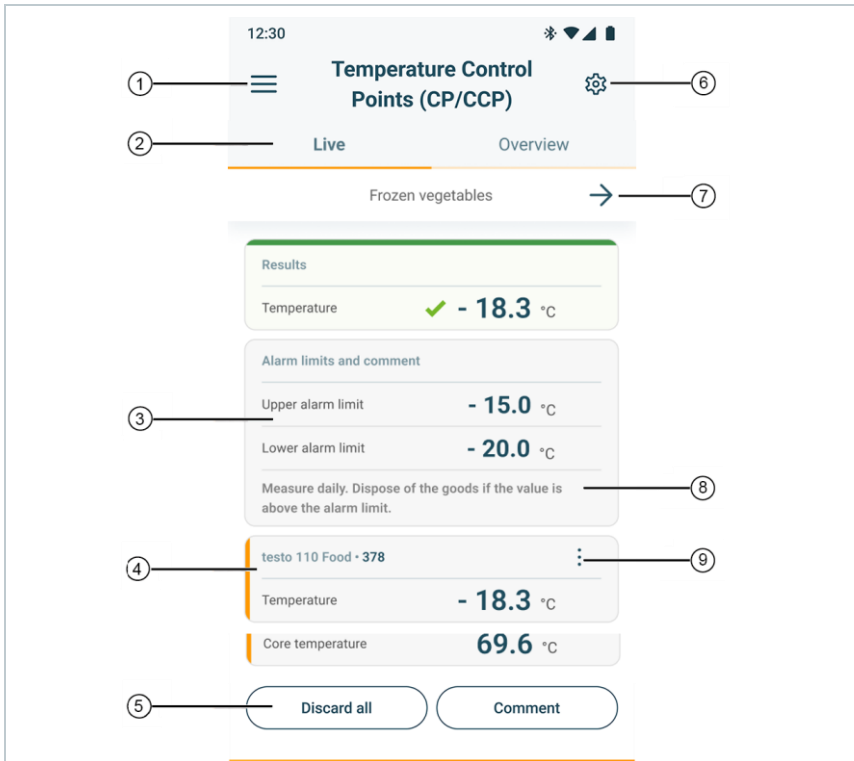 12:30
Temperature Control
Points (CP/CCP)
1
6
2
Live
Overview
Frozen vegetables
7
Results
Temperature
- 18.3 °C
Alarm limits and comment
3
Upper alarm limit
- 15.0 °C
Lower alarm limit
- 20.0 °C
Measure daily. Dispose of the goods if the value is
above the alarm limit.
8
4
testo 110 Food • 378
9
Temperature
- 18.3 °C
Core temperature
69.6 °C
5
Discard all
Comment